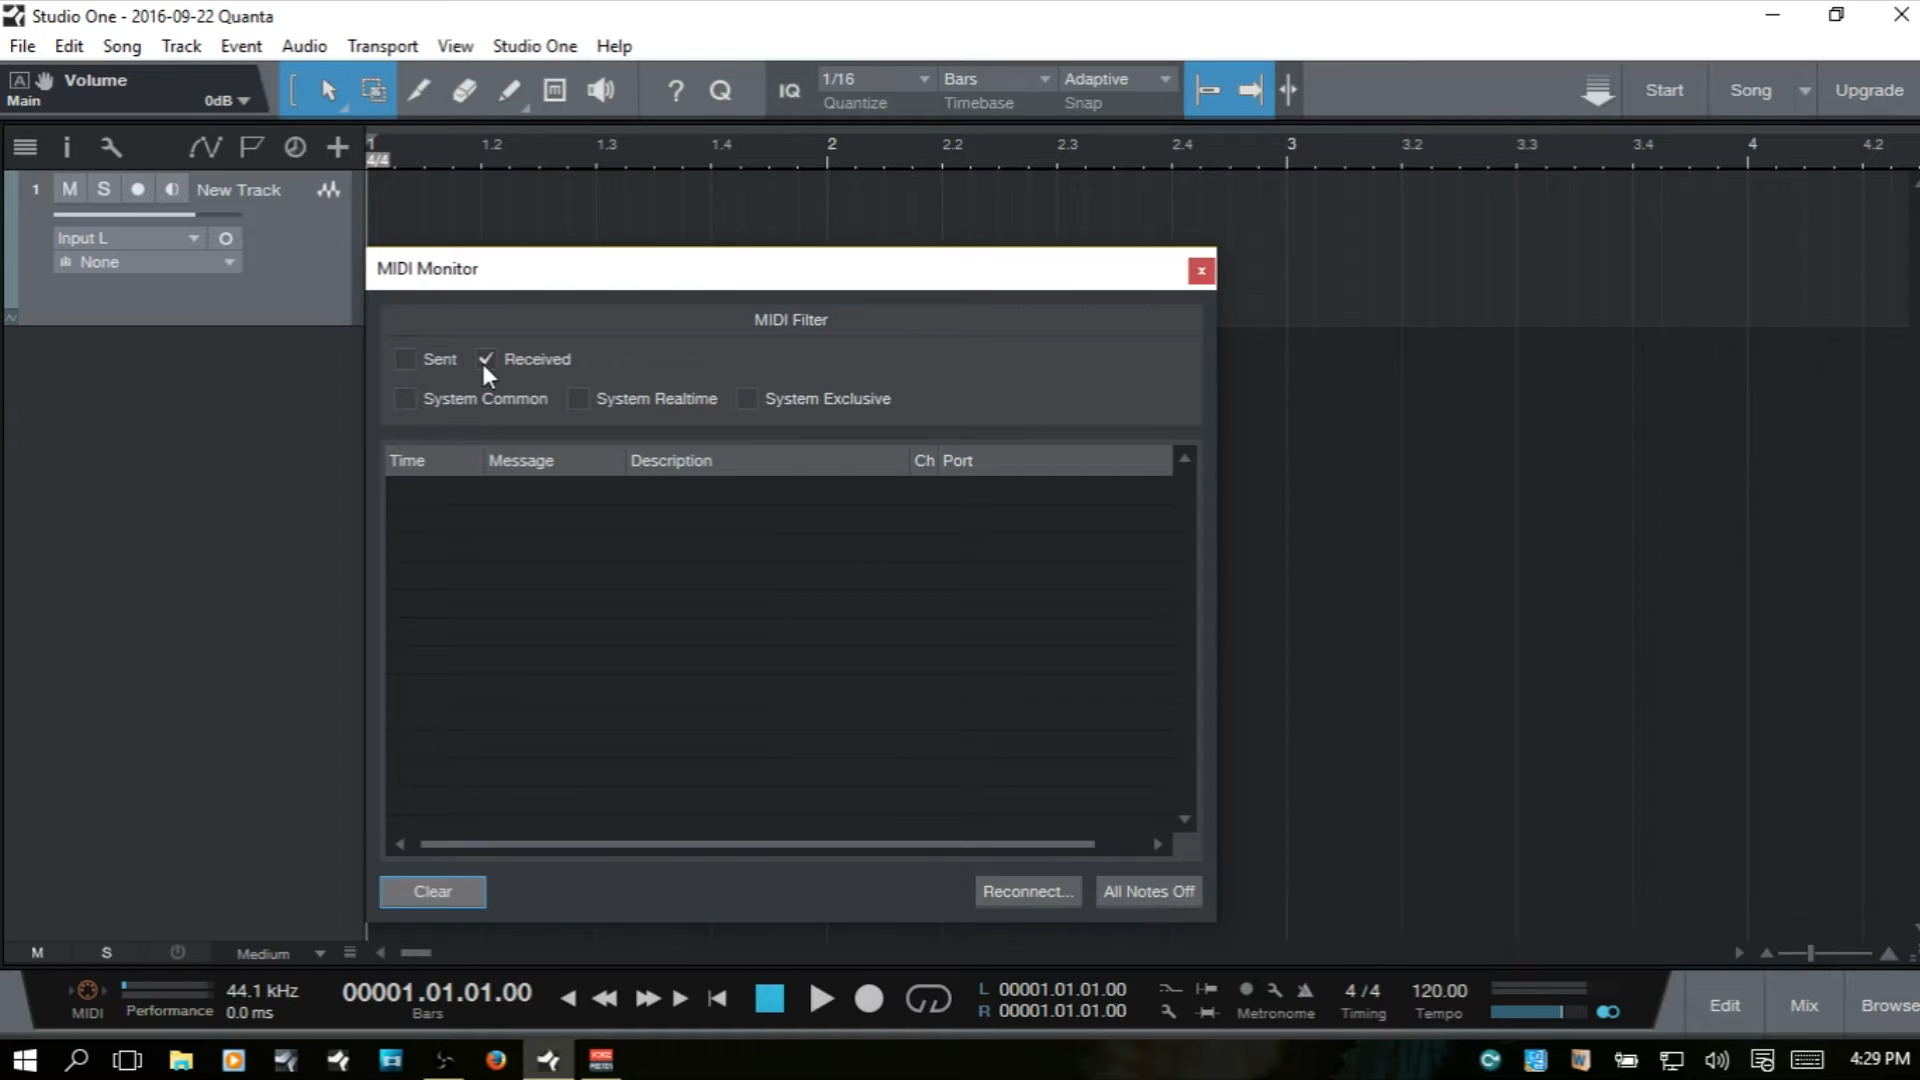 Studio One - 2016-09-22 Quanta
File Edit Song Track Event Audio Transport View Studio One Help
A Volume
Main 0dB
? Q IQ
1/16 Bars Adaptive
Quantize Timebase Snap
Start Song Upgrade
1 1.2 1.3 1.4 2 2.2 2.3 2.4 3 3.2 3.3 3.4 4 4.2
4/4
1 M S New Track
Input L
None
MIDI Monitor
x
MIDI Filter
Sent Received
System Common System Realtime System Exclusive
Time Message Description Ch Port
Clear Reconnect... All Notes Off
M S Medium
MIDI
Performance
44.1 kHz
0.0 ms
00001.01.01.00
Bars
L 00001.01.01.00
R 00001.01.01.00
Metronome
4 / 4
Timing
120.00
Tempo
Edit Mix Browse
4:29 PM